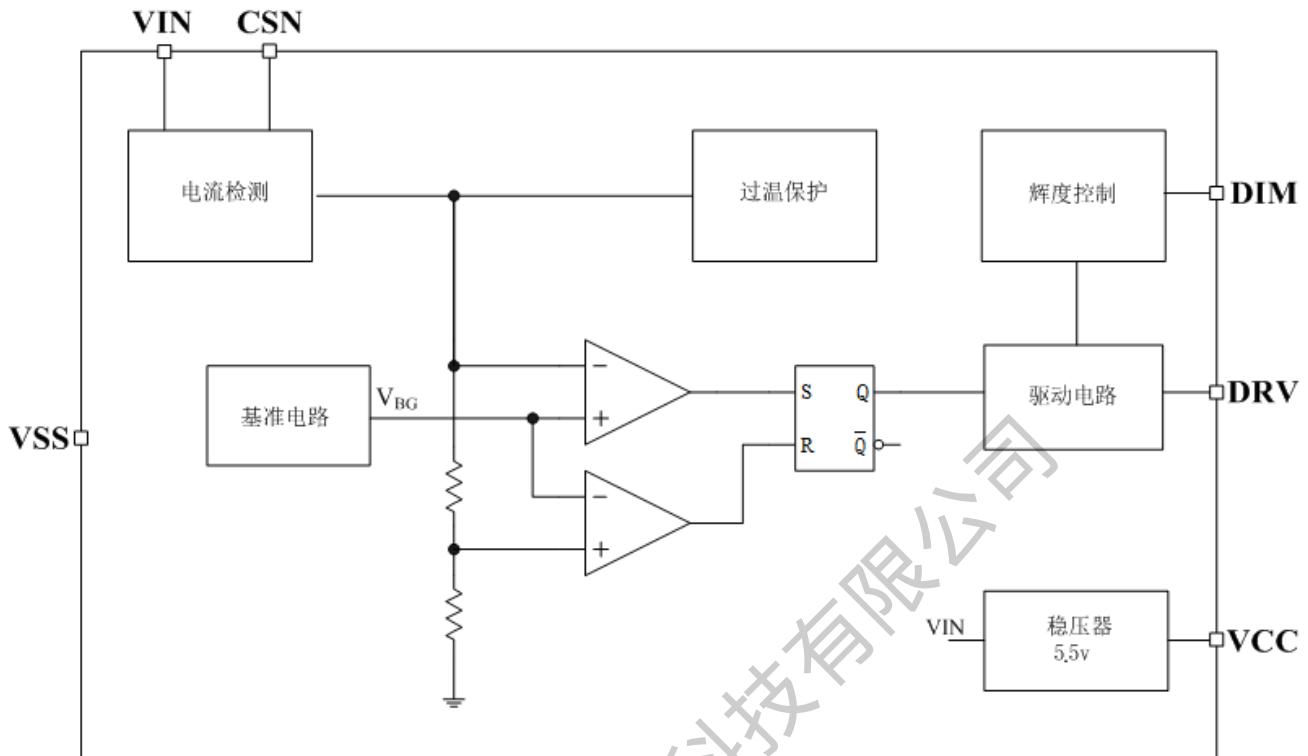 VIN CSN
电流检测
过温保护
辉度控制
DIM
基准电路
VBG
−
+
S Q
R Q̅
驱动电路
DRV
VSS
−
+
VIN
稳压器
5.5v
VCC
科技有限公司